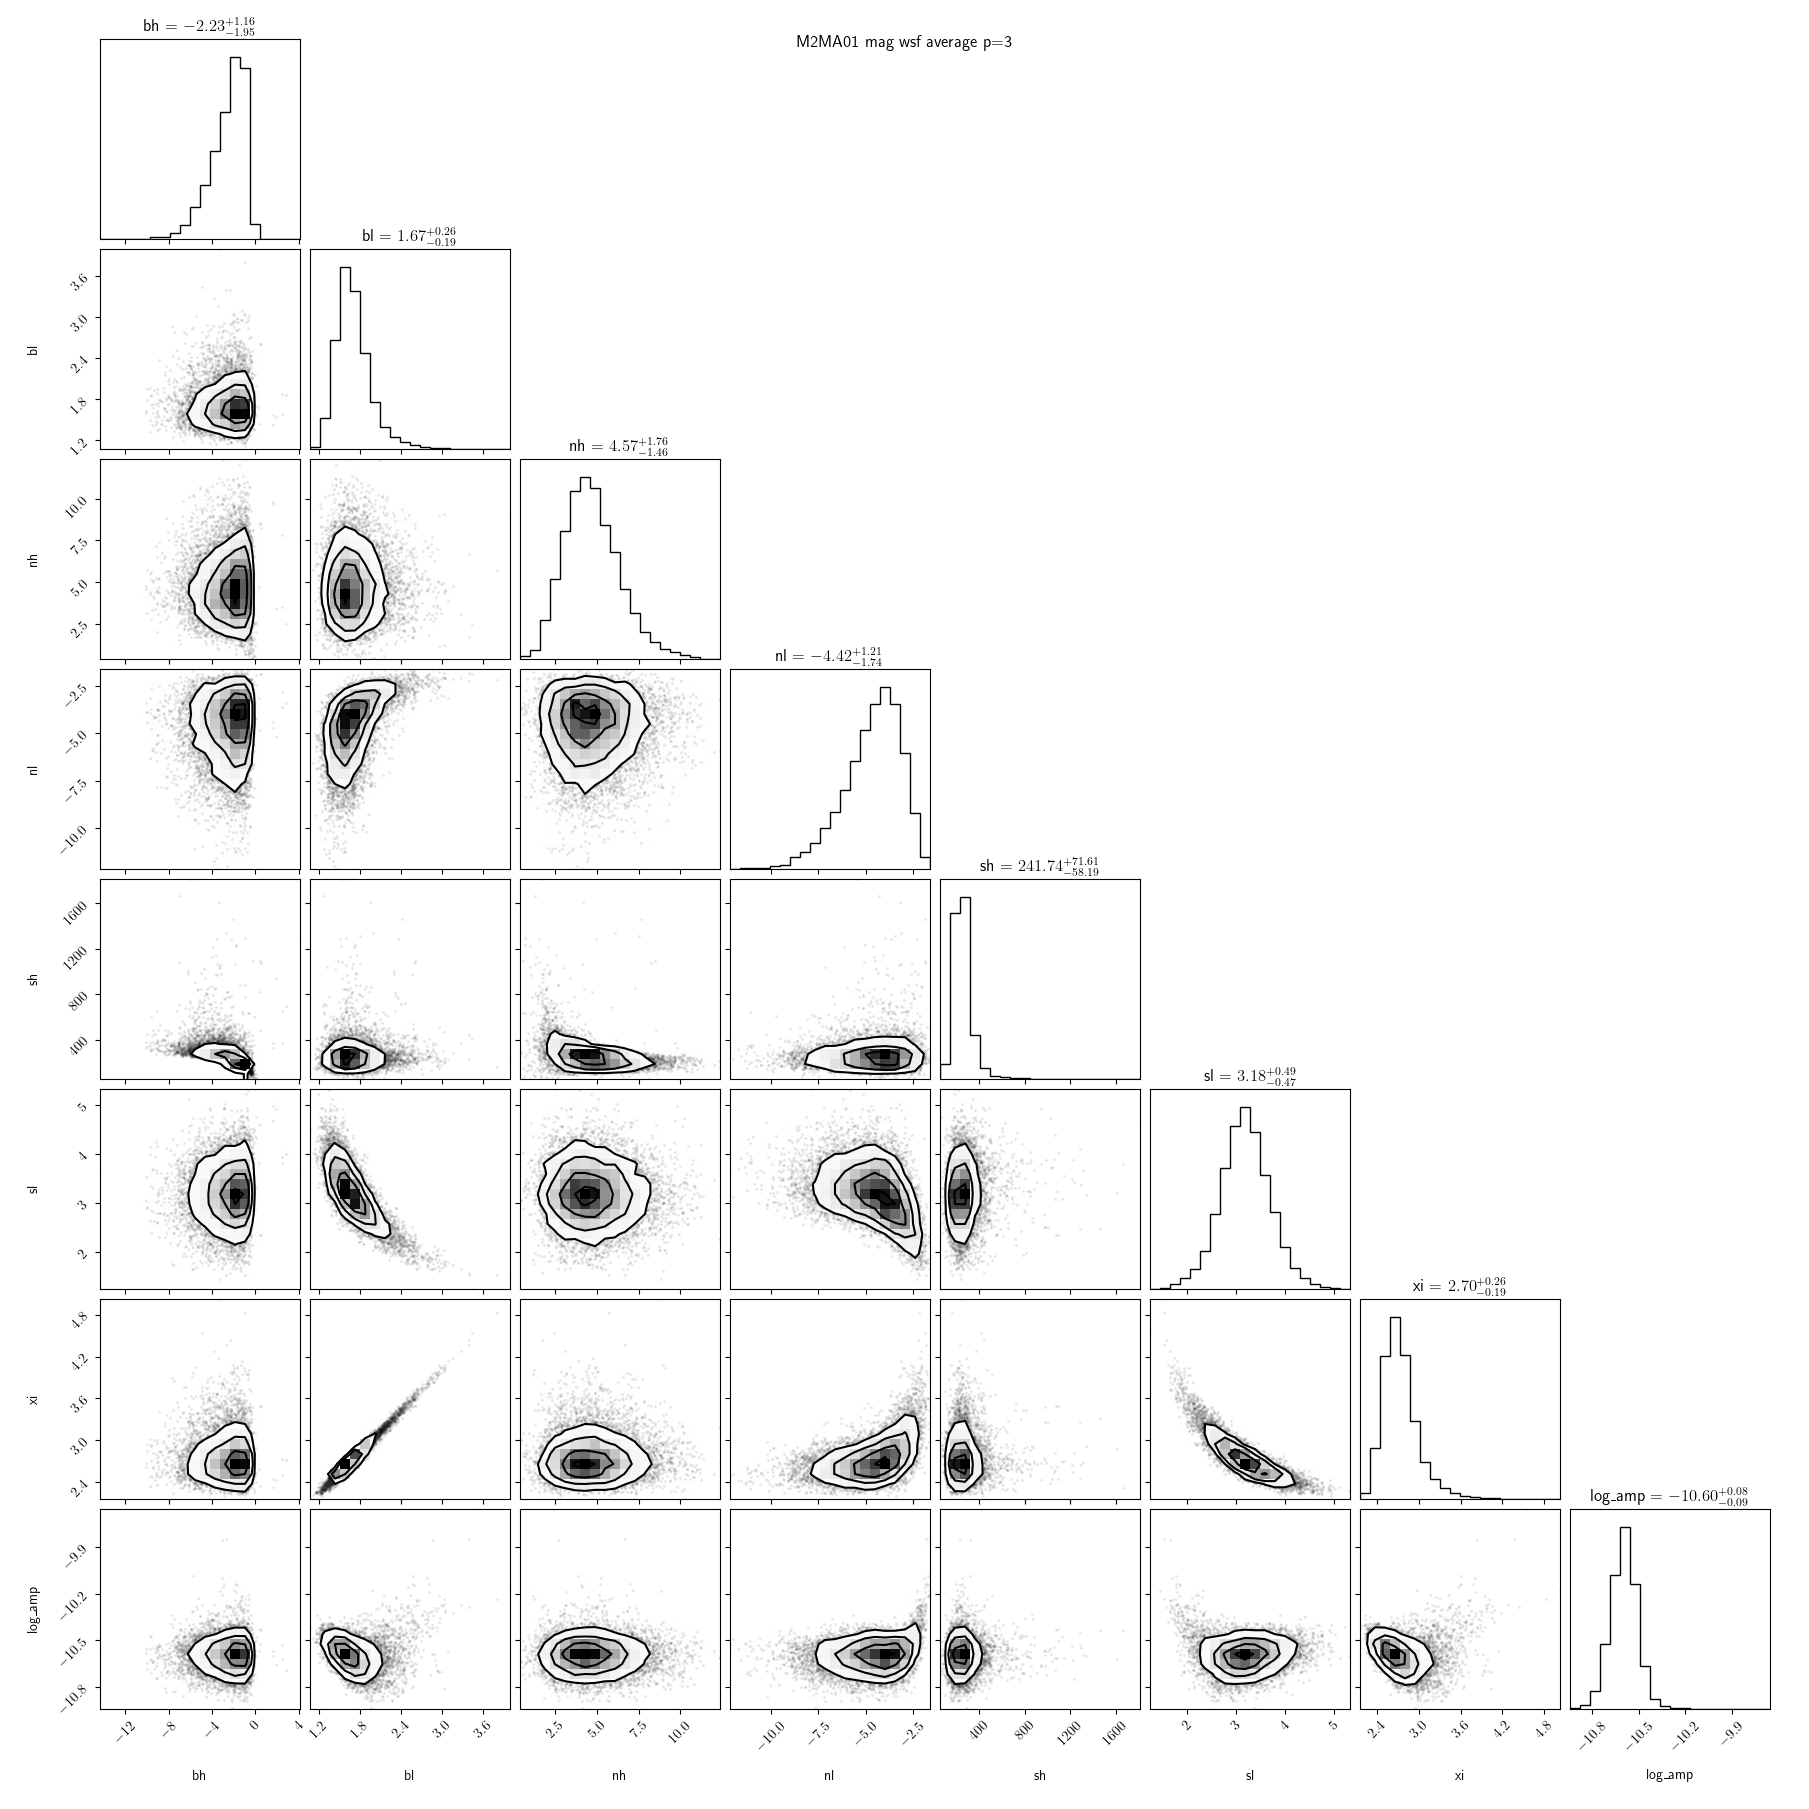 M2MA01 mag wsf average p=3
bh = −2.23+1.16−1.95
bl = 1.67+0.26−0.19
3.6
3.0
2.4
1.8
1.2
bl
nh = 4.57+1.76−1.46
10.0
7.5
5.0
2.5
nh
nl = −4.42+1.21−1.74
−2.5
−5.0
−7.5
−10.0
nl
sh = 241.74+71.61−58.19
1600
1200
800
400
sh
sl = 3.18+0.49−0.47
5
4
3
2
sl
xi = 2.70+0.26−0.19
4.8
4.2
3.6
3.0
2.4
xi
log_amp = −10.60+0.08−0.09
−9.9
−10.2
−10.5
−10.8
log_amp
−12 −8 −4 0 4 1.2 1.8 2.4 3.0 3.6 2.5 5.0 7.5 10.0 −10.0 −7.5 −5.0 −2.5 400 800 1200 1600 2 3 4 5 2.4 3.0 3.6 4.2 4.8 −10.8 −10.5 −10.2 −9.9
bh bl nh nl sh sl xi log_amp